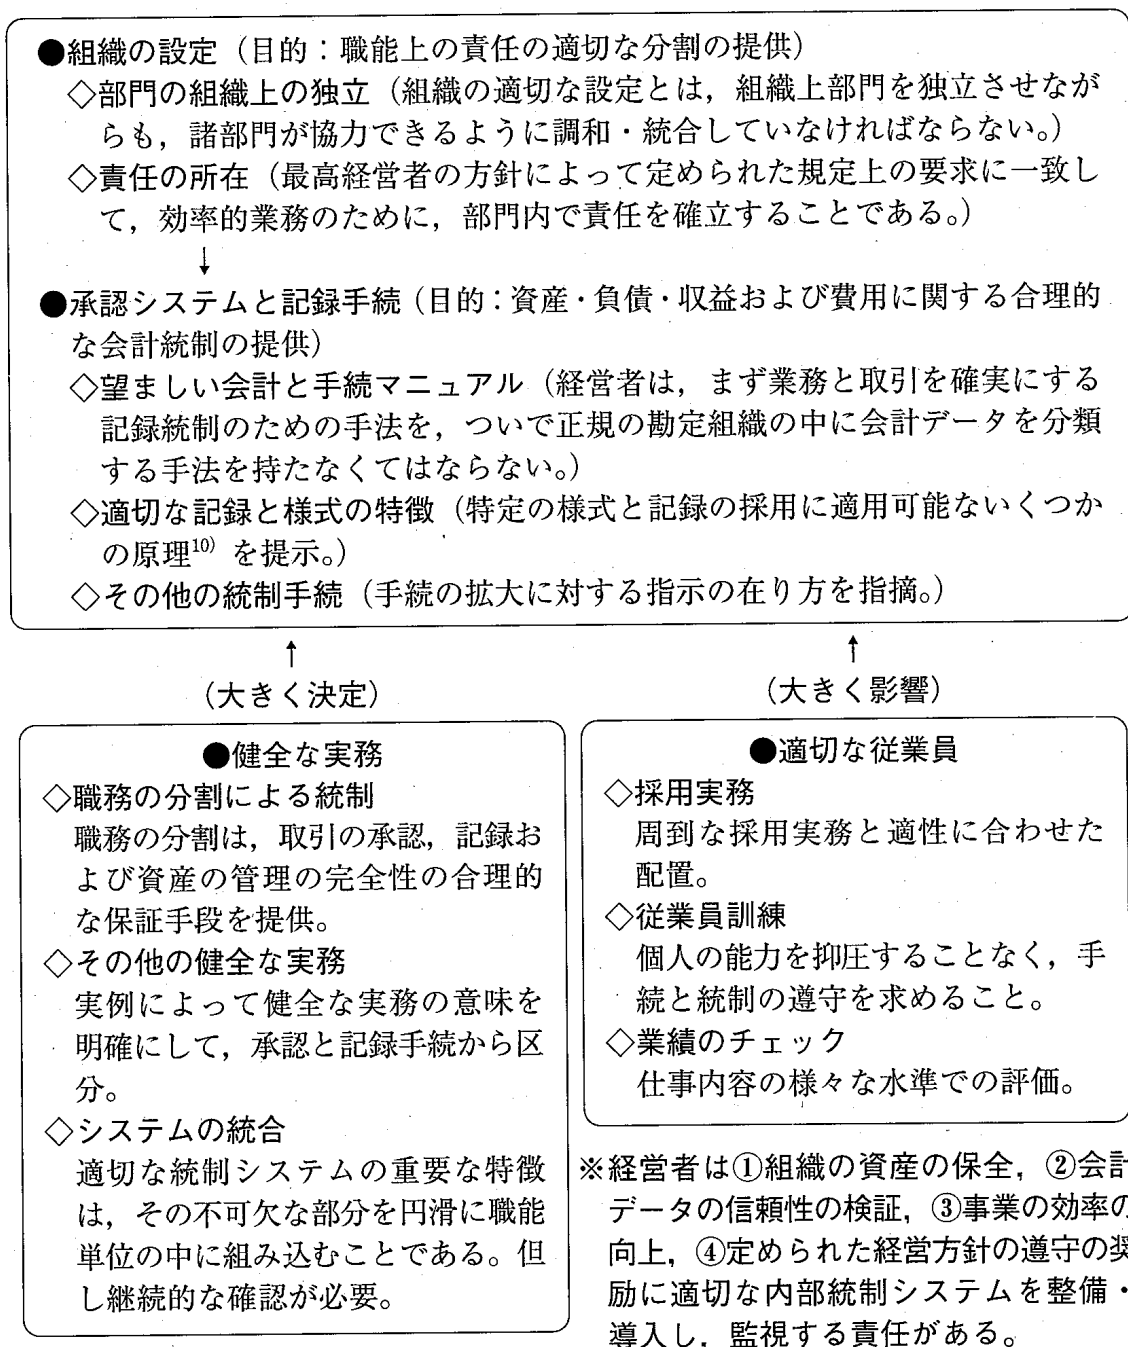 ●組織の設定（目的：職能上の責任の適切な分割の提供）
◇部門の組織上の独立（組織の適切な設定とは，組織上部門を独立させなが
らも，諸部門が協力できるように調和・統合していなければならない。）
◇責任の所在（最高経営者の方針によって定められた規定上の要求に一致し
て，効率的業務のために，部門内で責任を確立することである。）
↓
●承認システムと記録手続（目的：資産・負債・収益および費用に関する合理的
な会計統制の提供）
◇望ましい会計と手続マニュアル（経営者は，まず業務と取引を確実にする
記録統制のための手法を，ついで正規の勘定組織の中に会計データを分類
する手法を持たなくてはならない。）
◇適切な記録と様式の特徴（特定の様式と記録の採用に適用可能ないくつか
の原理10）を提示。）
◇その他の統制手続（手続の拡大に対する指示の在り方を指摘。）
↑
（大きく決定）
↑
（大きく影響）
●健全な実務
◇職務の分割による統制
職務の分割は，取引の承認，記録お
よび資産の管理の完全性の合理的
な保証手段を提供。
◇その他の健全な実務
実例によって健全な実務の意味を
明確にして，承認と記録手続から区
分。
◇システムの統合
適切な統制システムの重要な特徴
は，その不可欠な部分を円滑に職能
単位の中に組み込むことである。但
し継続的な確認が必要。
●適切な従業員
◇採用実務
周到な採用実務と適性に合わせた
配置。
◇従業員訓練
個人の能力を抑圧することなく，手
続と統制の遵守を求めること。
◇業績のチェック
仕事内容の様々な水準での評価。
※経営者は①組織の資産の保全，②会計
データの信頼性の検証，③事業の効率の
向上，④定められた経営方針の遵守の奨
励に適切な内部統制システムを整備・
導入し，監視する責任がある。